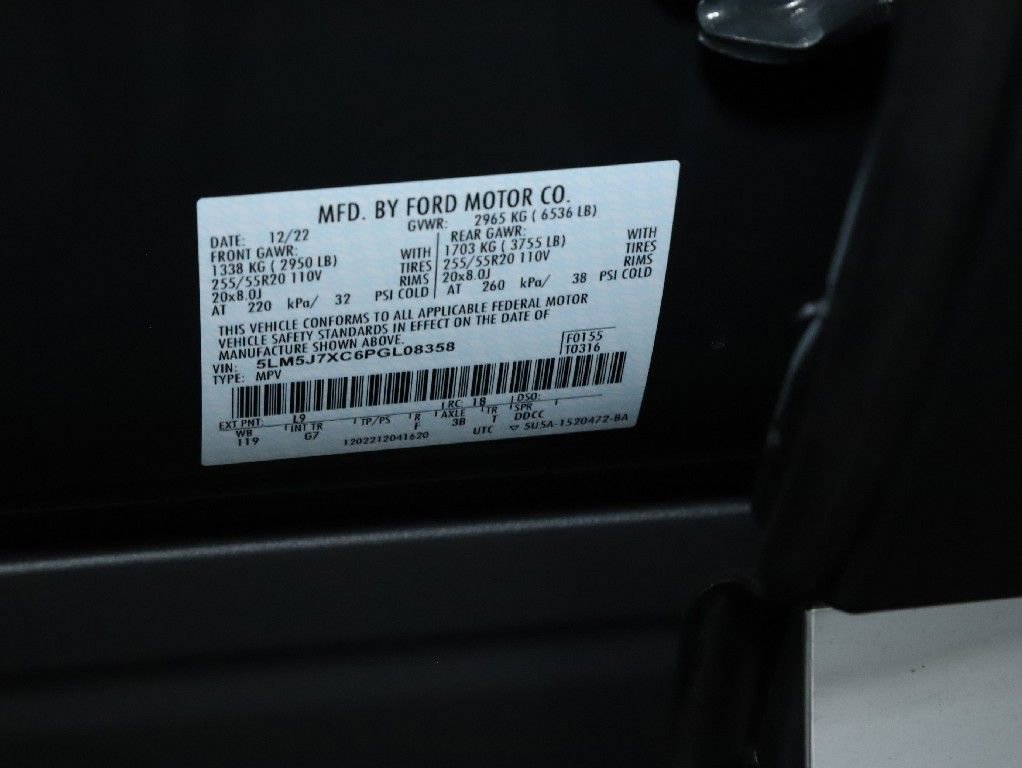 MFD. BY FORD MOTOR CO.
DATE: 12/22 GVWR: 2965 KG ( 6536 LB)
FRONT GAWR: REAR GAWR:
1338 KG ( 2950 LB) WITH 1703 KG ( 3755 LB) WITH
255/55R20 110V TIRES 255/55R20 110V TIRES
20x8.0J RIMS 20x8.0J RIMS
AT 220 kPa/ 32 PSI COLD AT 260 kPa/ 38 PSI COLD
THIS VEHICLE CONFORMS TO ALL APPLICABLE FEDERAL MOTOR
VEHICLE SAFETY STANDARDS IN EFFECT ON THE DATE OF
MANUFACTURE SHOWN ABOVE.
VIN: 5LM5J7XC6PGL08358 F0155
TYPE: MPV T0316
EXT PNT: L9 RC: 18 DSO:
WB INT TR TP/PS R AXLE TR SPR
119 G7 F 3B T DDCC
1202212041620 UTC ▽ 5U5A-1520472-BA